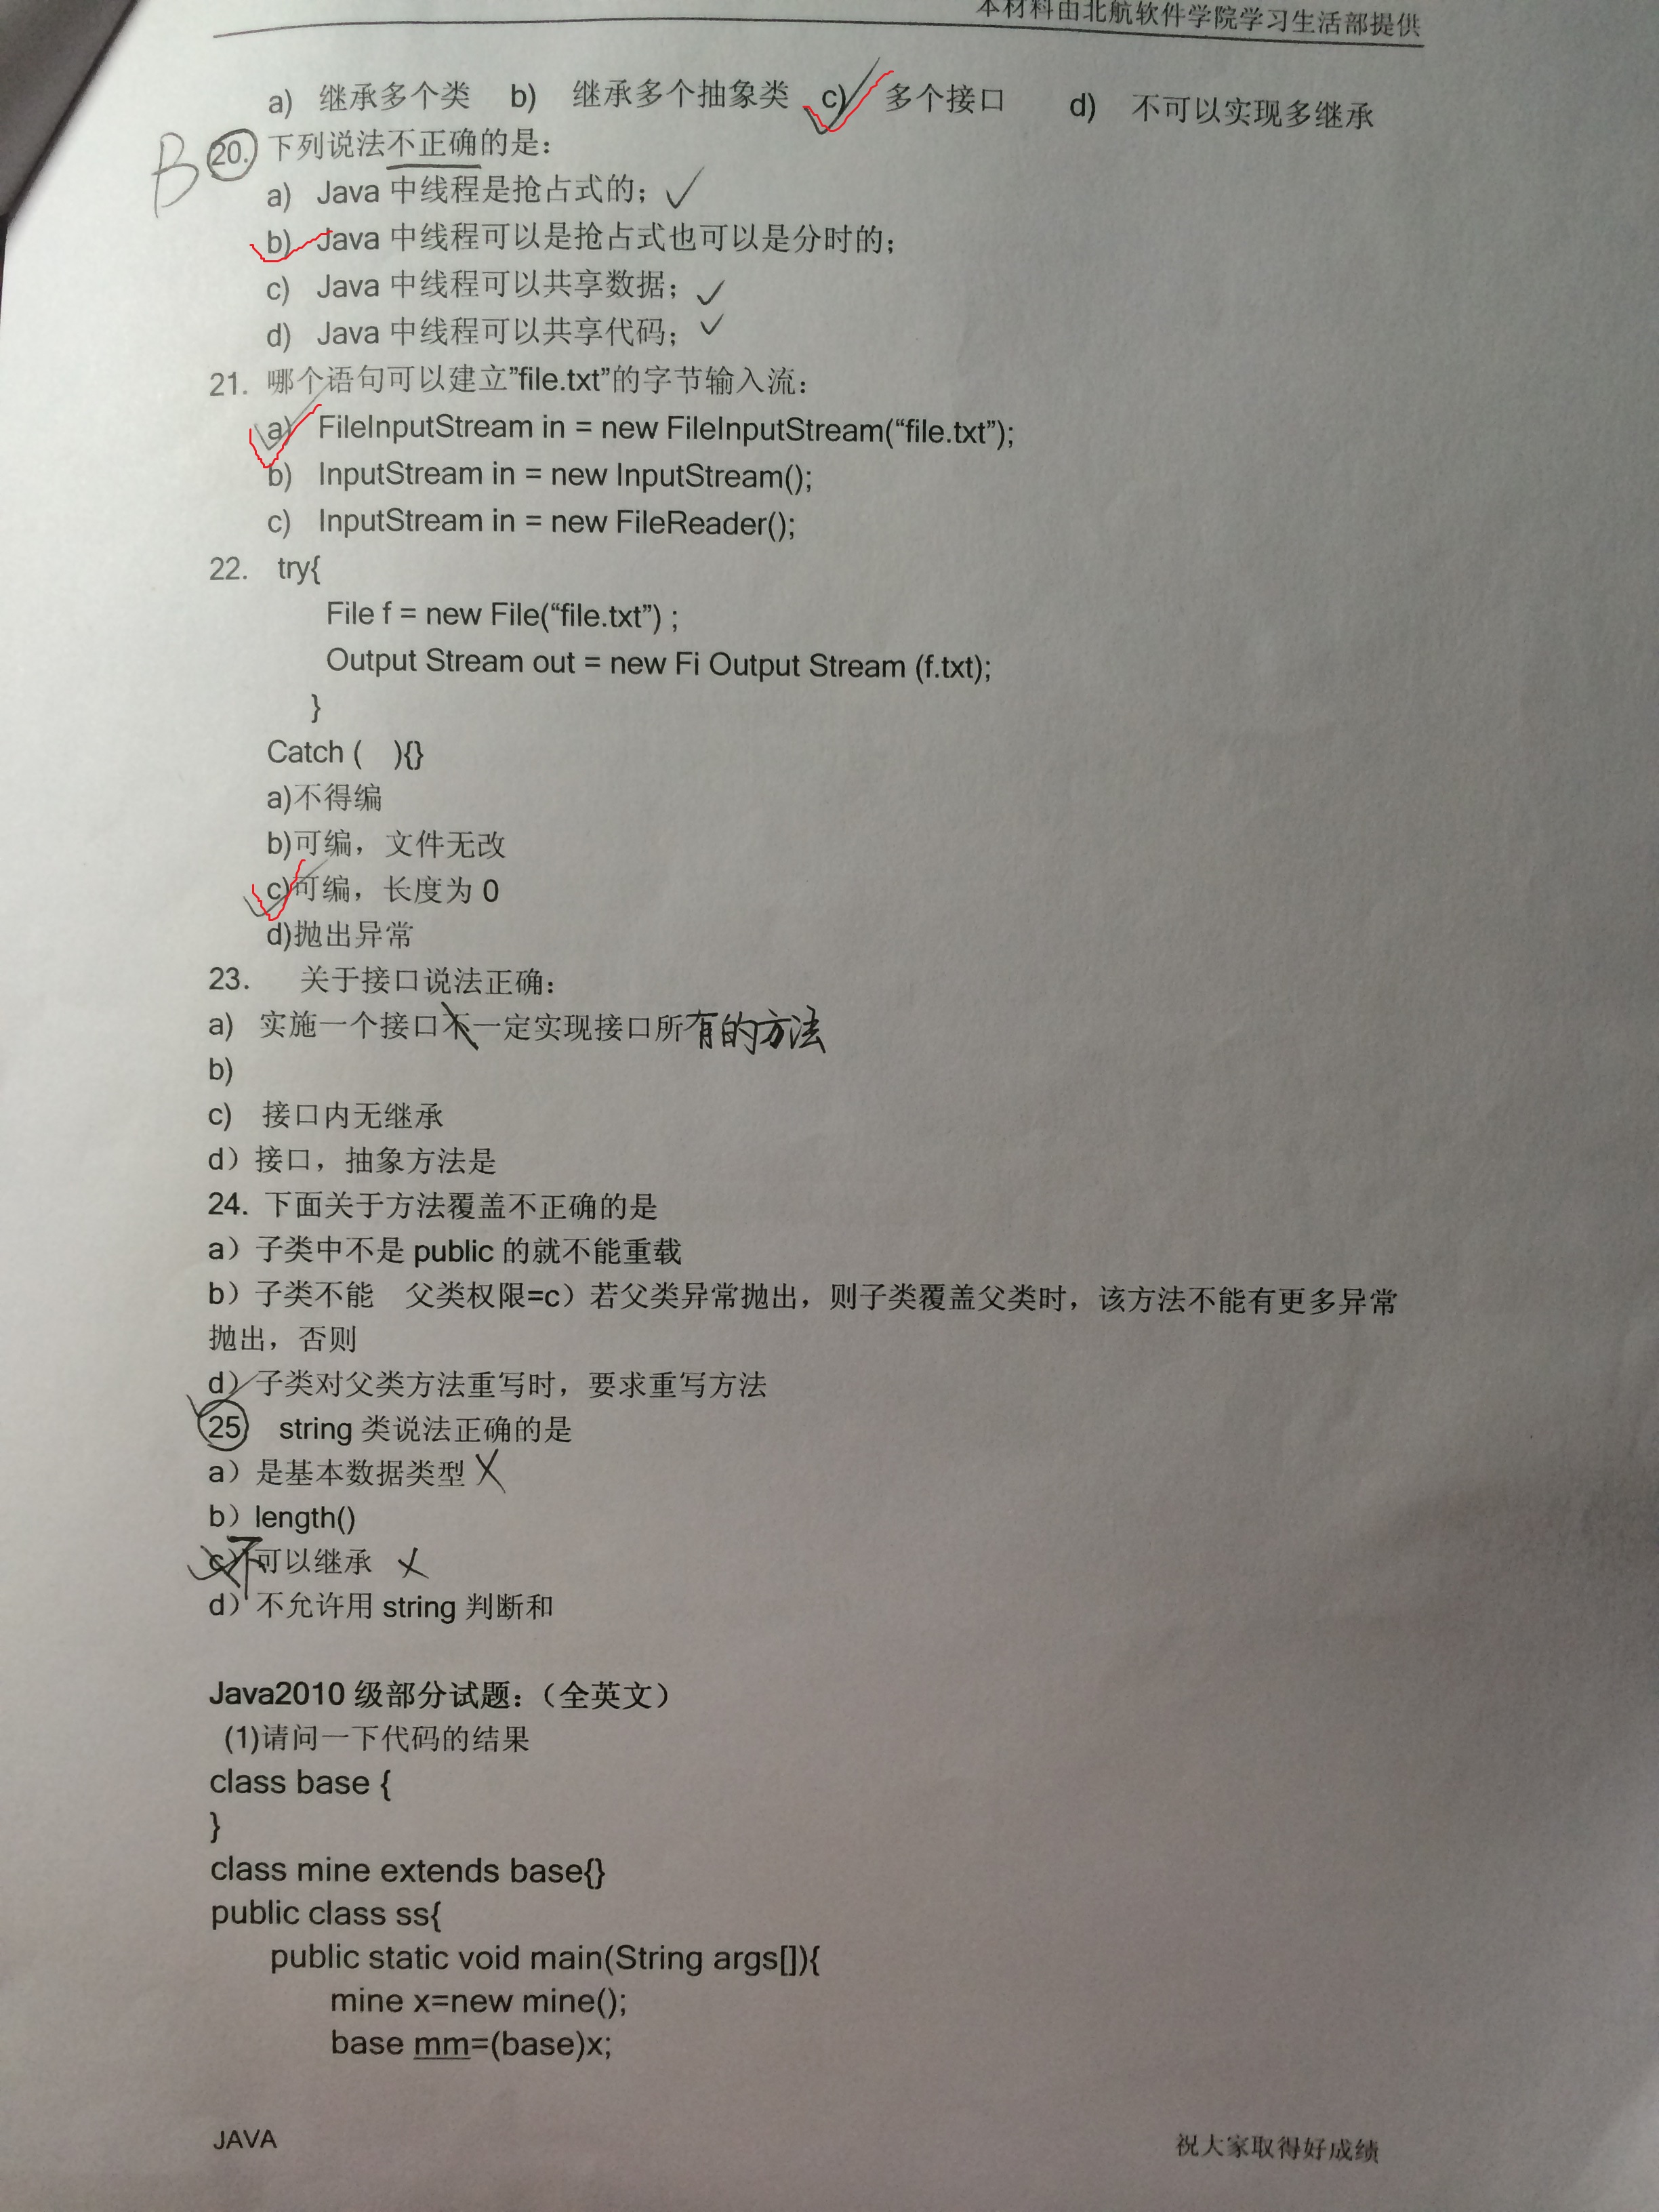 本材料由北航软件学院学习生活部提供
a) 继承多个类 b) 继承多个抽象类 c) 多个接口 d) 不可以实现多继承
B 20. 下列说法不正确的是：
a) Java 中线程是抢占式的；
b) Java 中线程可以是抢占式也可以是分时的；
c) Java 中线程可以共享数据；
d) Java 中线程可以共享代码；
21. 哪个语句可以建立”file.txt”的字节输入流：
a) FileInputStream in = new FileInputStream(“file.txt”);
b) InputStream in = new InputStream();
c) InputStream in = new FileReader();
22. try{
File f = new File(“file.txt”) ;
Output Stream out = new Fi Output Stream (f.txt);
}
Catch ( ){}
a)不得编
b)可编，文件无改
c)可编，长度为 0
d)抛出异常
23. 关于接口说法正确：
a) 实施一个接口不一定实现接口所有的方法
b)
c) 接口内无继承
d）接口，抽象方法是
24. 下面关于方法覆盖不正确的是
a）子类中不是 public 的就不能重载
b）子类不能 父类权限=c）若父类异常抛出，则子类覆盖父类时，该方法不能有更多异常
抛出，否则
d）子类对父类方法重写时，要求重写方法
25 string 类说法正确的是
a）是基本数据类型 X
b）length()
c）不可以继承 X
d）不允许用 string 判断和
Java2010 级部分试题：（全英文）
(1)请问一下代码的结果
class base {
}
class mine extends base{}
public class ss{
public static void main(String args[]){
mine x=new mine();
base mm=(base)x;
JAVA 祝大家取得好成绩